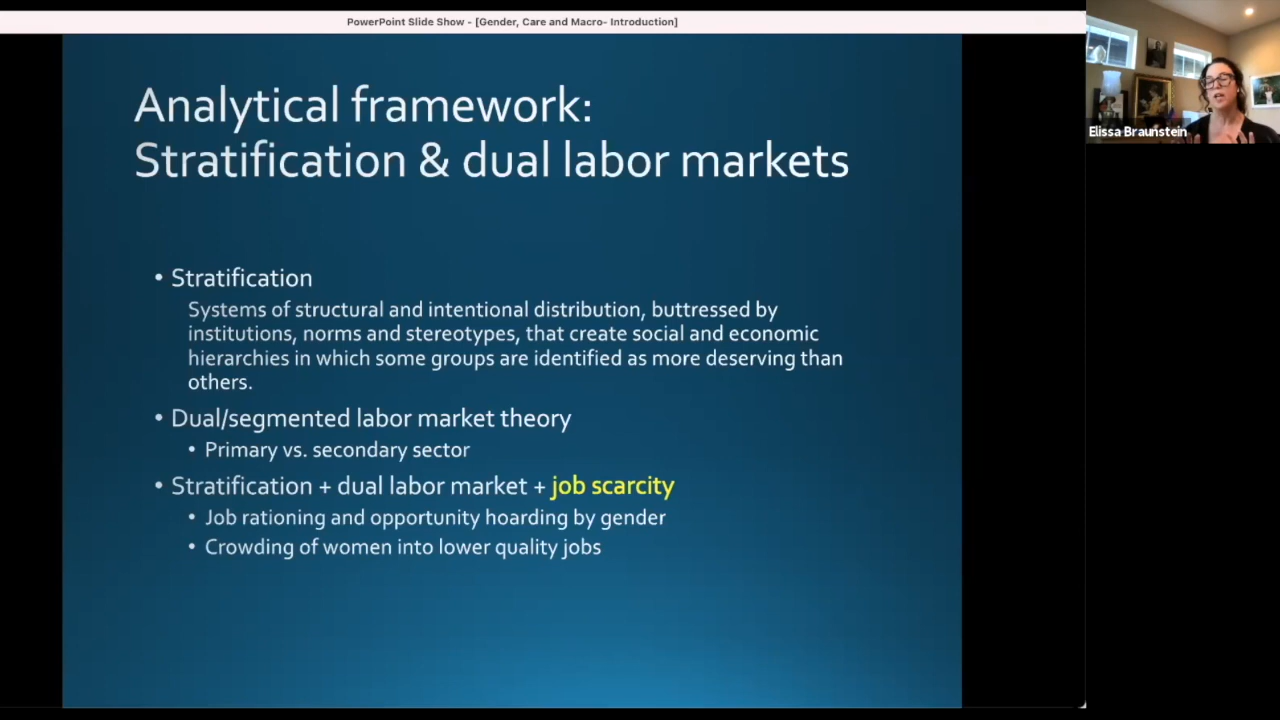 PowerPoint Slide Show - [Gender, Care and Macro- Introduction]
Analytical framework:
Stratification & dual labor markets
• Stratification
Systems of structural and intentional distribution, buttressed by
institutions, norms and stereotypes, that create social and economic
hierarchies in which some groups are identified as more deserving than
others.
• Dual/segmented labor market theory
• Primary vs. secondary sector
• Stratification + dual labor market + job scarcity
• Job rationing and opportunity hoarding by gender
• Crowding of women into lower quality jobs
Elissa Braunstein